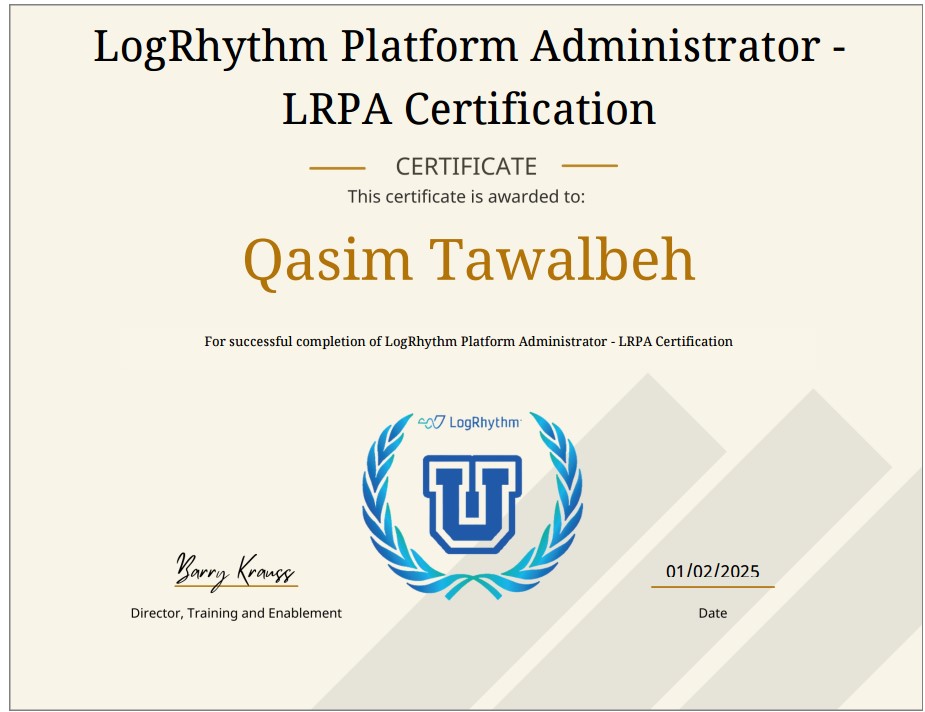 LogRhythm Platform Administrator -
LRPA Certification
CERTIFICATE
This certificate is awarded to:
Qasim Tawalbeh
For successful completion of LogRhythm Platform Administrator - LRPA Certification
LogRhythm
U
Barry Krauss
01/02/2025
Director, Training and Enablement
Date